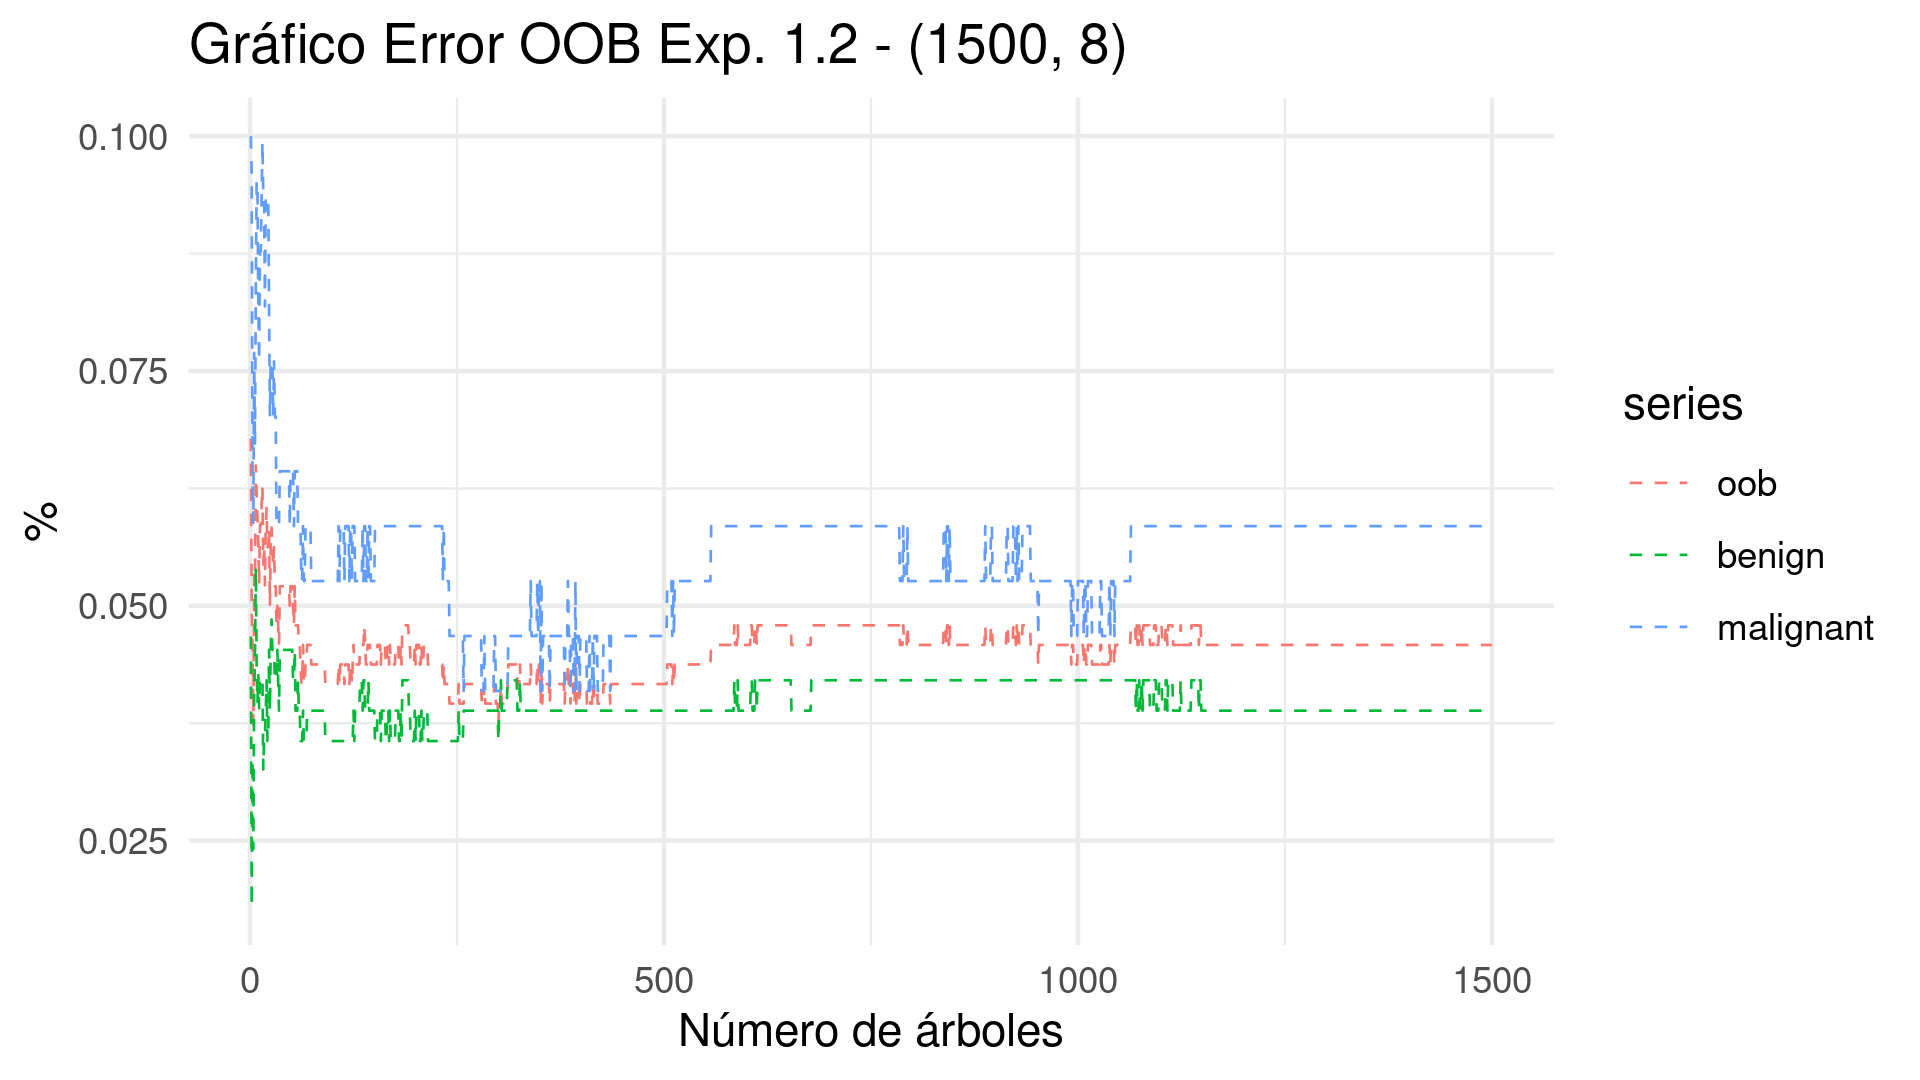 Gráfico Error OOB Exp. 1.2 - (1500, 8)
0.100
0.075
0.050
0.025
%
0
500
1000
1500
Número de árboles
series
oob
benign
malignant